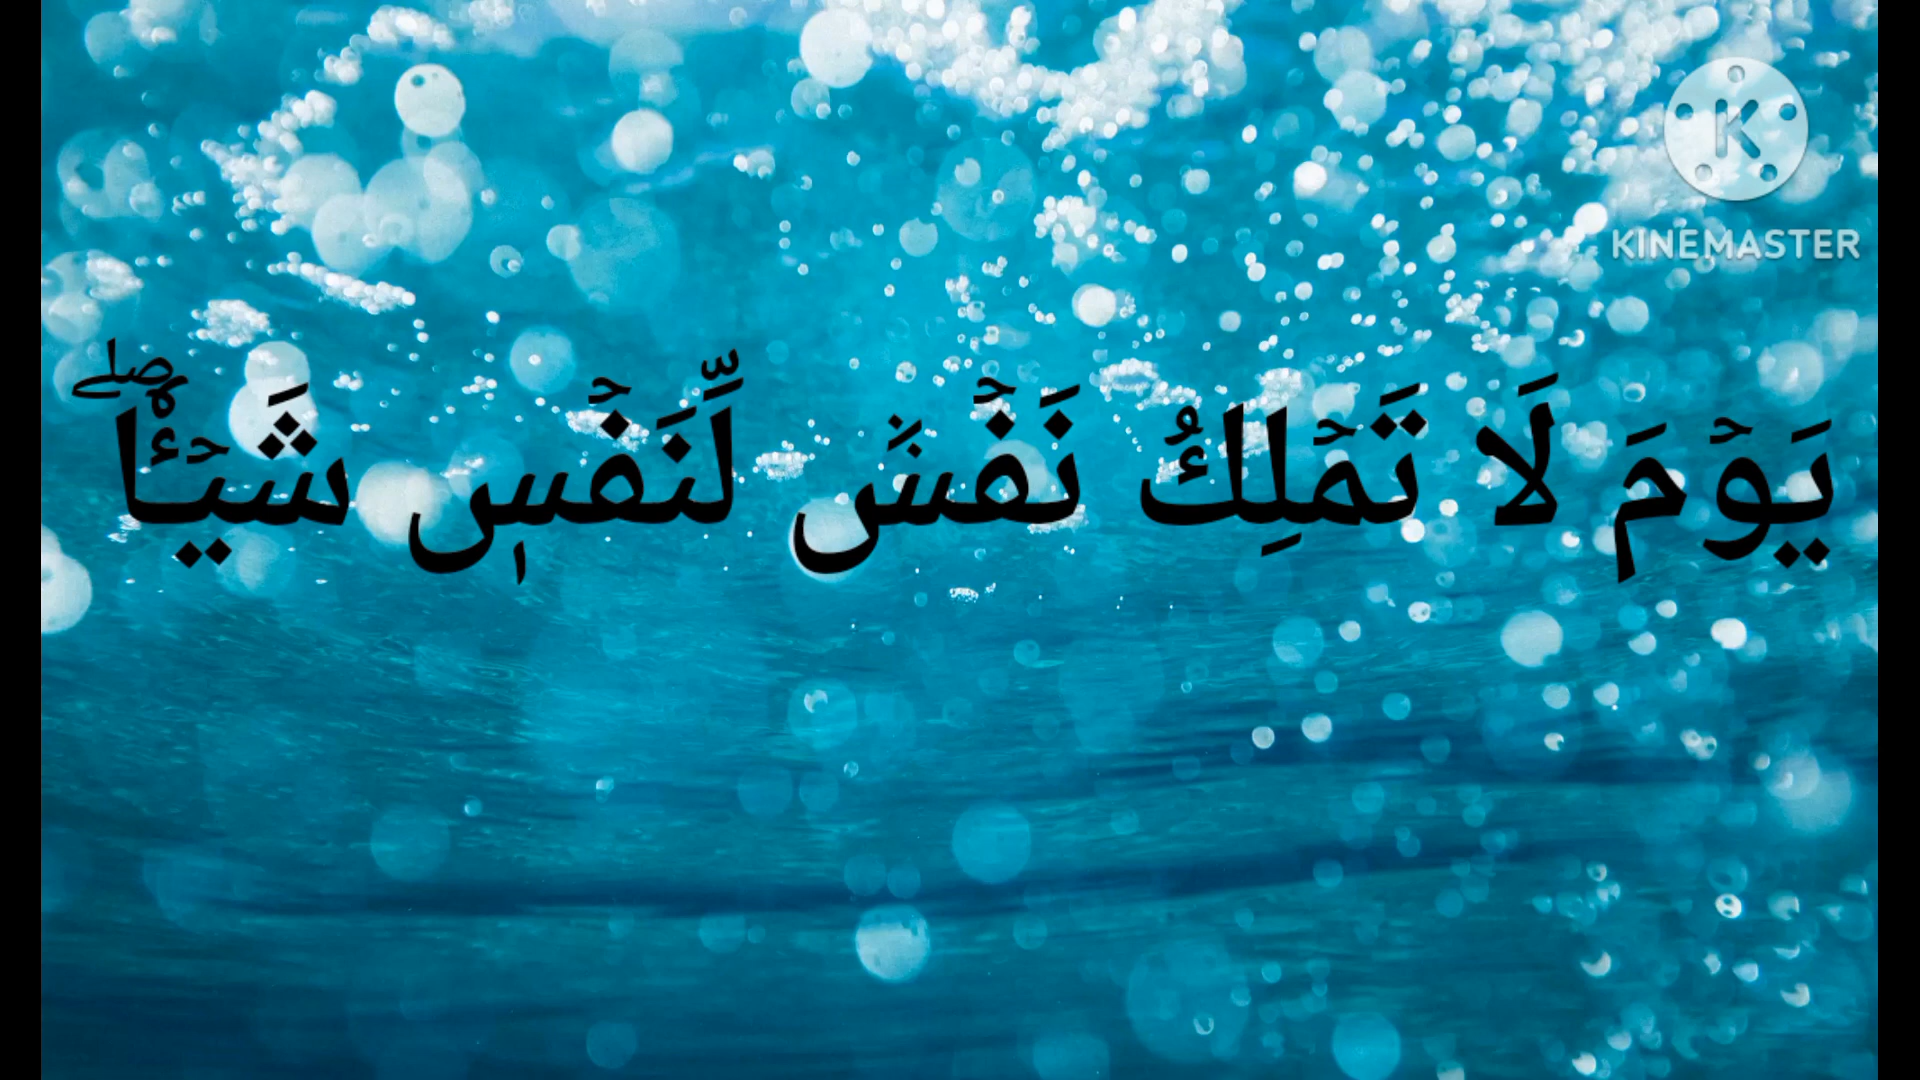 KINEMASTER
يَوۡمَ لَا تَمۡلِكُ نَفۡسٞ لِّنَفۡسٖ شَيۡـٔٗاۖ